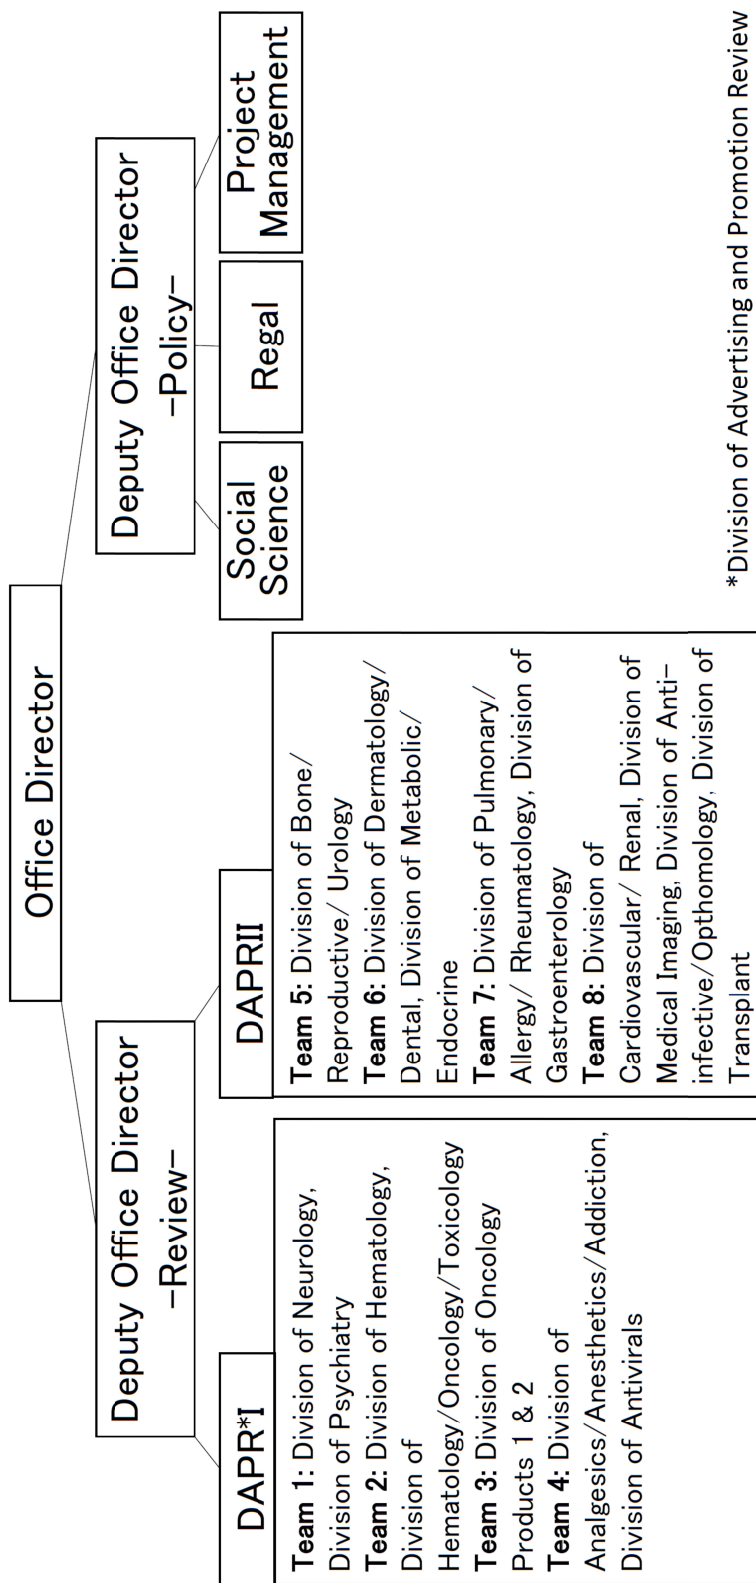 Office Director
Deputy Office Director
–Review–
Deputy Office Director
–Policy–
DAPR*I
Team 1: Division of Neurology,
Division of Psychiatry
Team 2: Division of Hematology,
Division of
Hematology/Oncology/Toxicology
Team 3: Division of Oncology
Products 1 & 2
Team 4: Division of
Analgesics/Anesthetics/Addiction,
Division of Antivirals
DAPRII
Team 5: Division of Bone/
Reproductive/ Urology
Team 6: Division of Dermatology/
Dental, Division of Metabolic/
Endocrine
Team 7: Division of Pulmonary/
Allergy/ Rheumatology, Division of
Gastroenterology
Team 8: Division of
Cardiovascular/ Renal, Division of
Medical Imaging, Division of Anti–
infective/Opthomology, Division of
Transplant
Social
Science
Regal
Project
Management
*Division of Advertising and Promotion Review